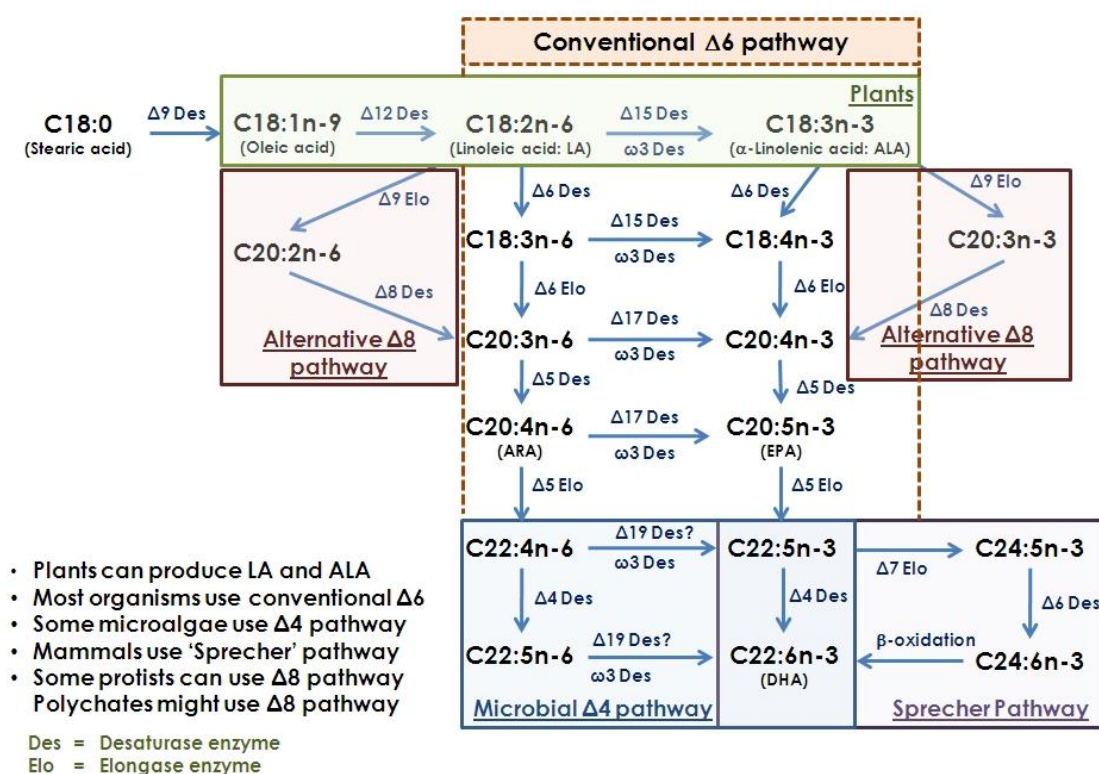 Conventional Δ6 pathway
Plants
C18:0
(Stearic acid)
Δ9 Des
C18:1n-9
(Oleic acid)
Δ12 Des
C18:2n-6
(Linoleic acid: LA)
Δ15 Des
ω3 Des
C18:3n-3
(α-Linolenic acid: ALA)
Δ9 Elo
Δ6 Des
Δ6 Des
Δ9 Elo
C20:2n-6
C18:3n-6
Δ15 Des
ω3 Des
C18:4n-3
C20:3n-3
Δ8 Des
Δ6 Elo
Δ6 Elo
Δ8 Des
Alternative Δ8
pathway
C20:3n-6
Δ17 Des
ω3 Des
C20:4n-3
Alternative Δ8
pathway
Δ5 Des
Δ5 Des
C20:4n-6
(ARA)
Δ17 Des
ω3 Des
C20:5n-3
(EPA)
Δ5 Elo
Δ5 Elo
C22:4n-6
Δ19 Des?
ω3 Des
C22:5n-3
Δ7 Elo
C24:5n-3
Δ4 Des
Δ4 Des
Δ6 Des
C22:5n-6
Δ19 Des?
ω3 Des
C22:6n-3
(DHA)
β-oxidation
C24:6n-3
Microbial Δ4 pathway
Sprecher Pathway
• Plants can produce LA and ALA
• Most organisms use conventional Δ6
• Some microalgae use Δ4 pathway
• Mammals use ‘Sprecher’ pathway
• Some protists can use Δ8 pathway
Polychates might use Δ8 pathway
Des = Desaturase enzyme
Elo = Elongase enzyme